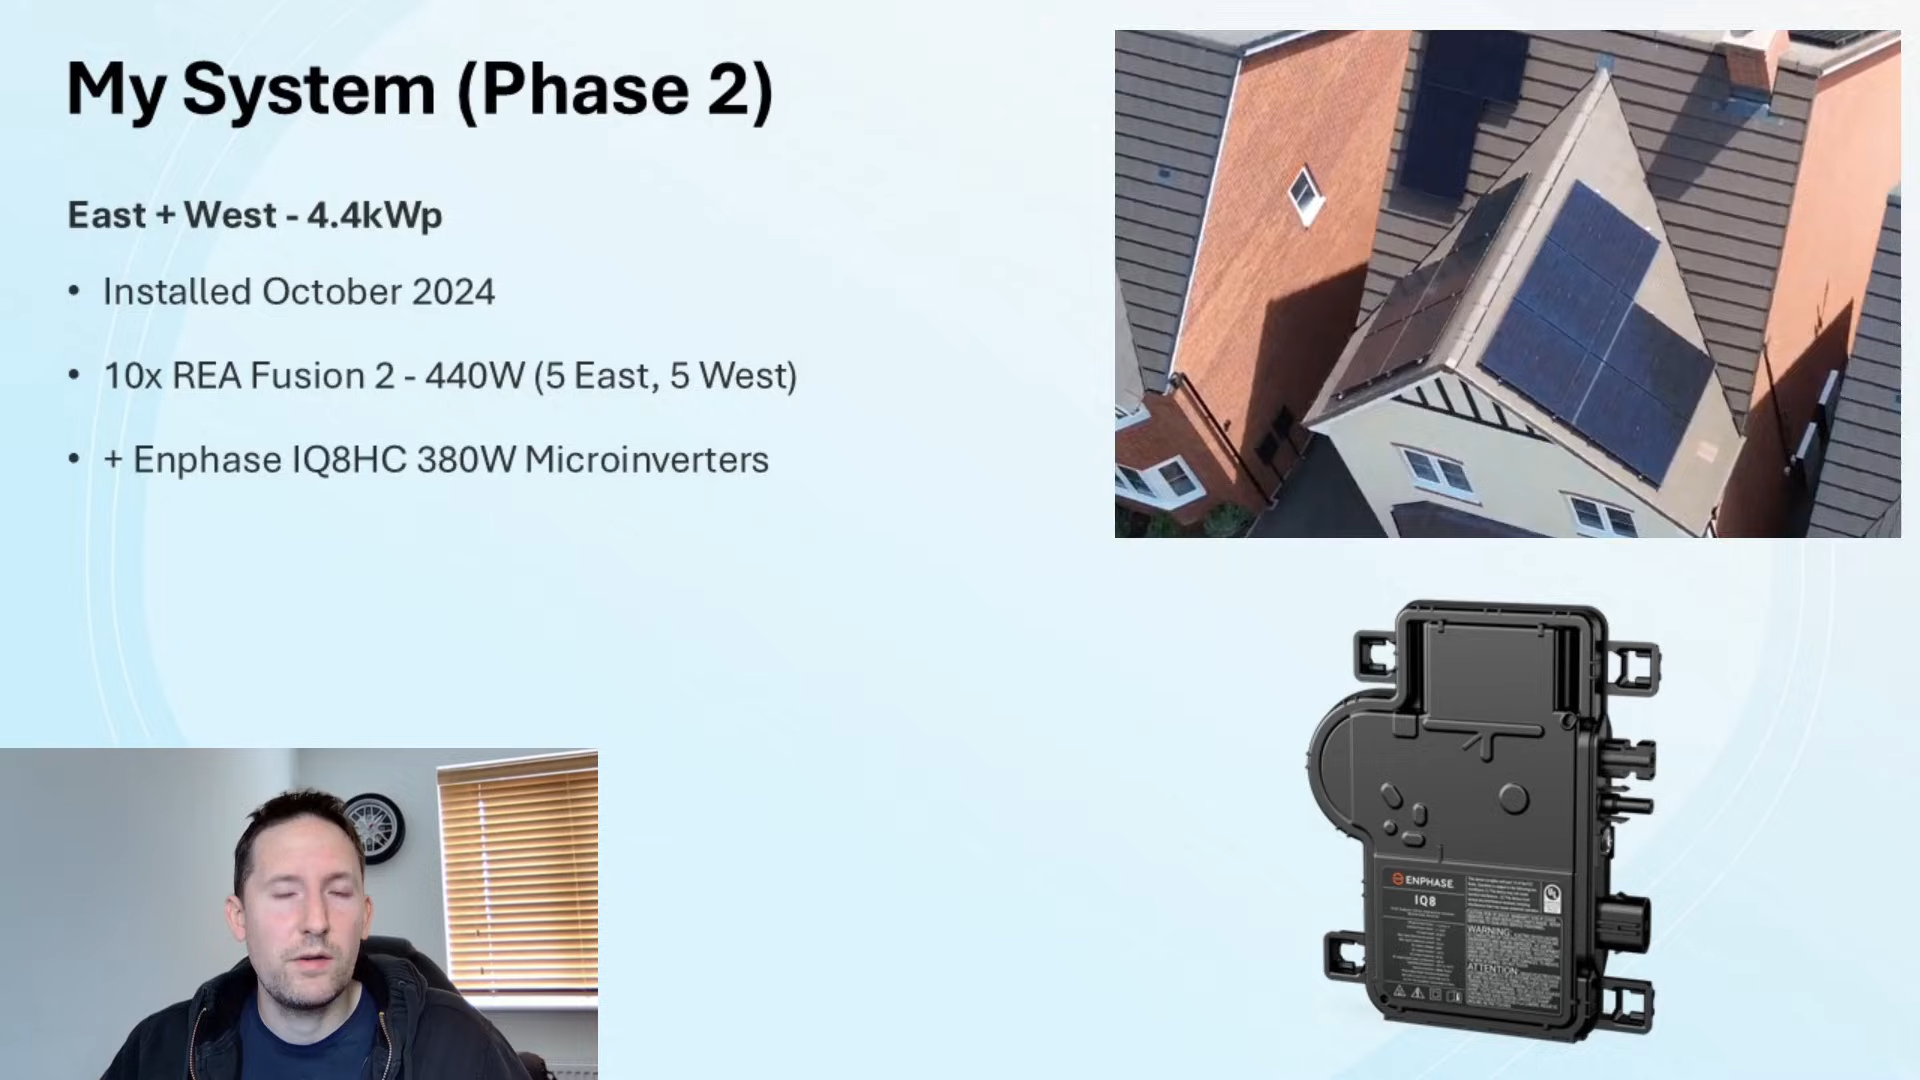 My System (Phase 2)
East + West - 4.4kWp
• Installed October 2024
• 10x REA Fusion 2 - 440W (5 East, 5 West)
• + Enphase IQ8HC 380W Microinverters
ENPHASE
IQ8
WARNING:
ATTENTION: